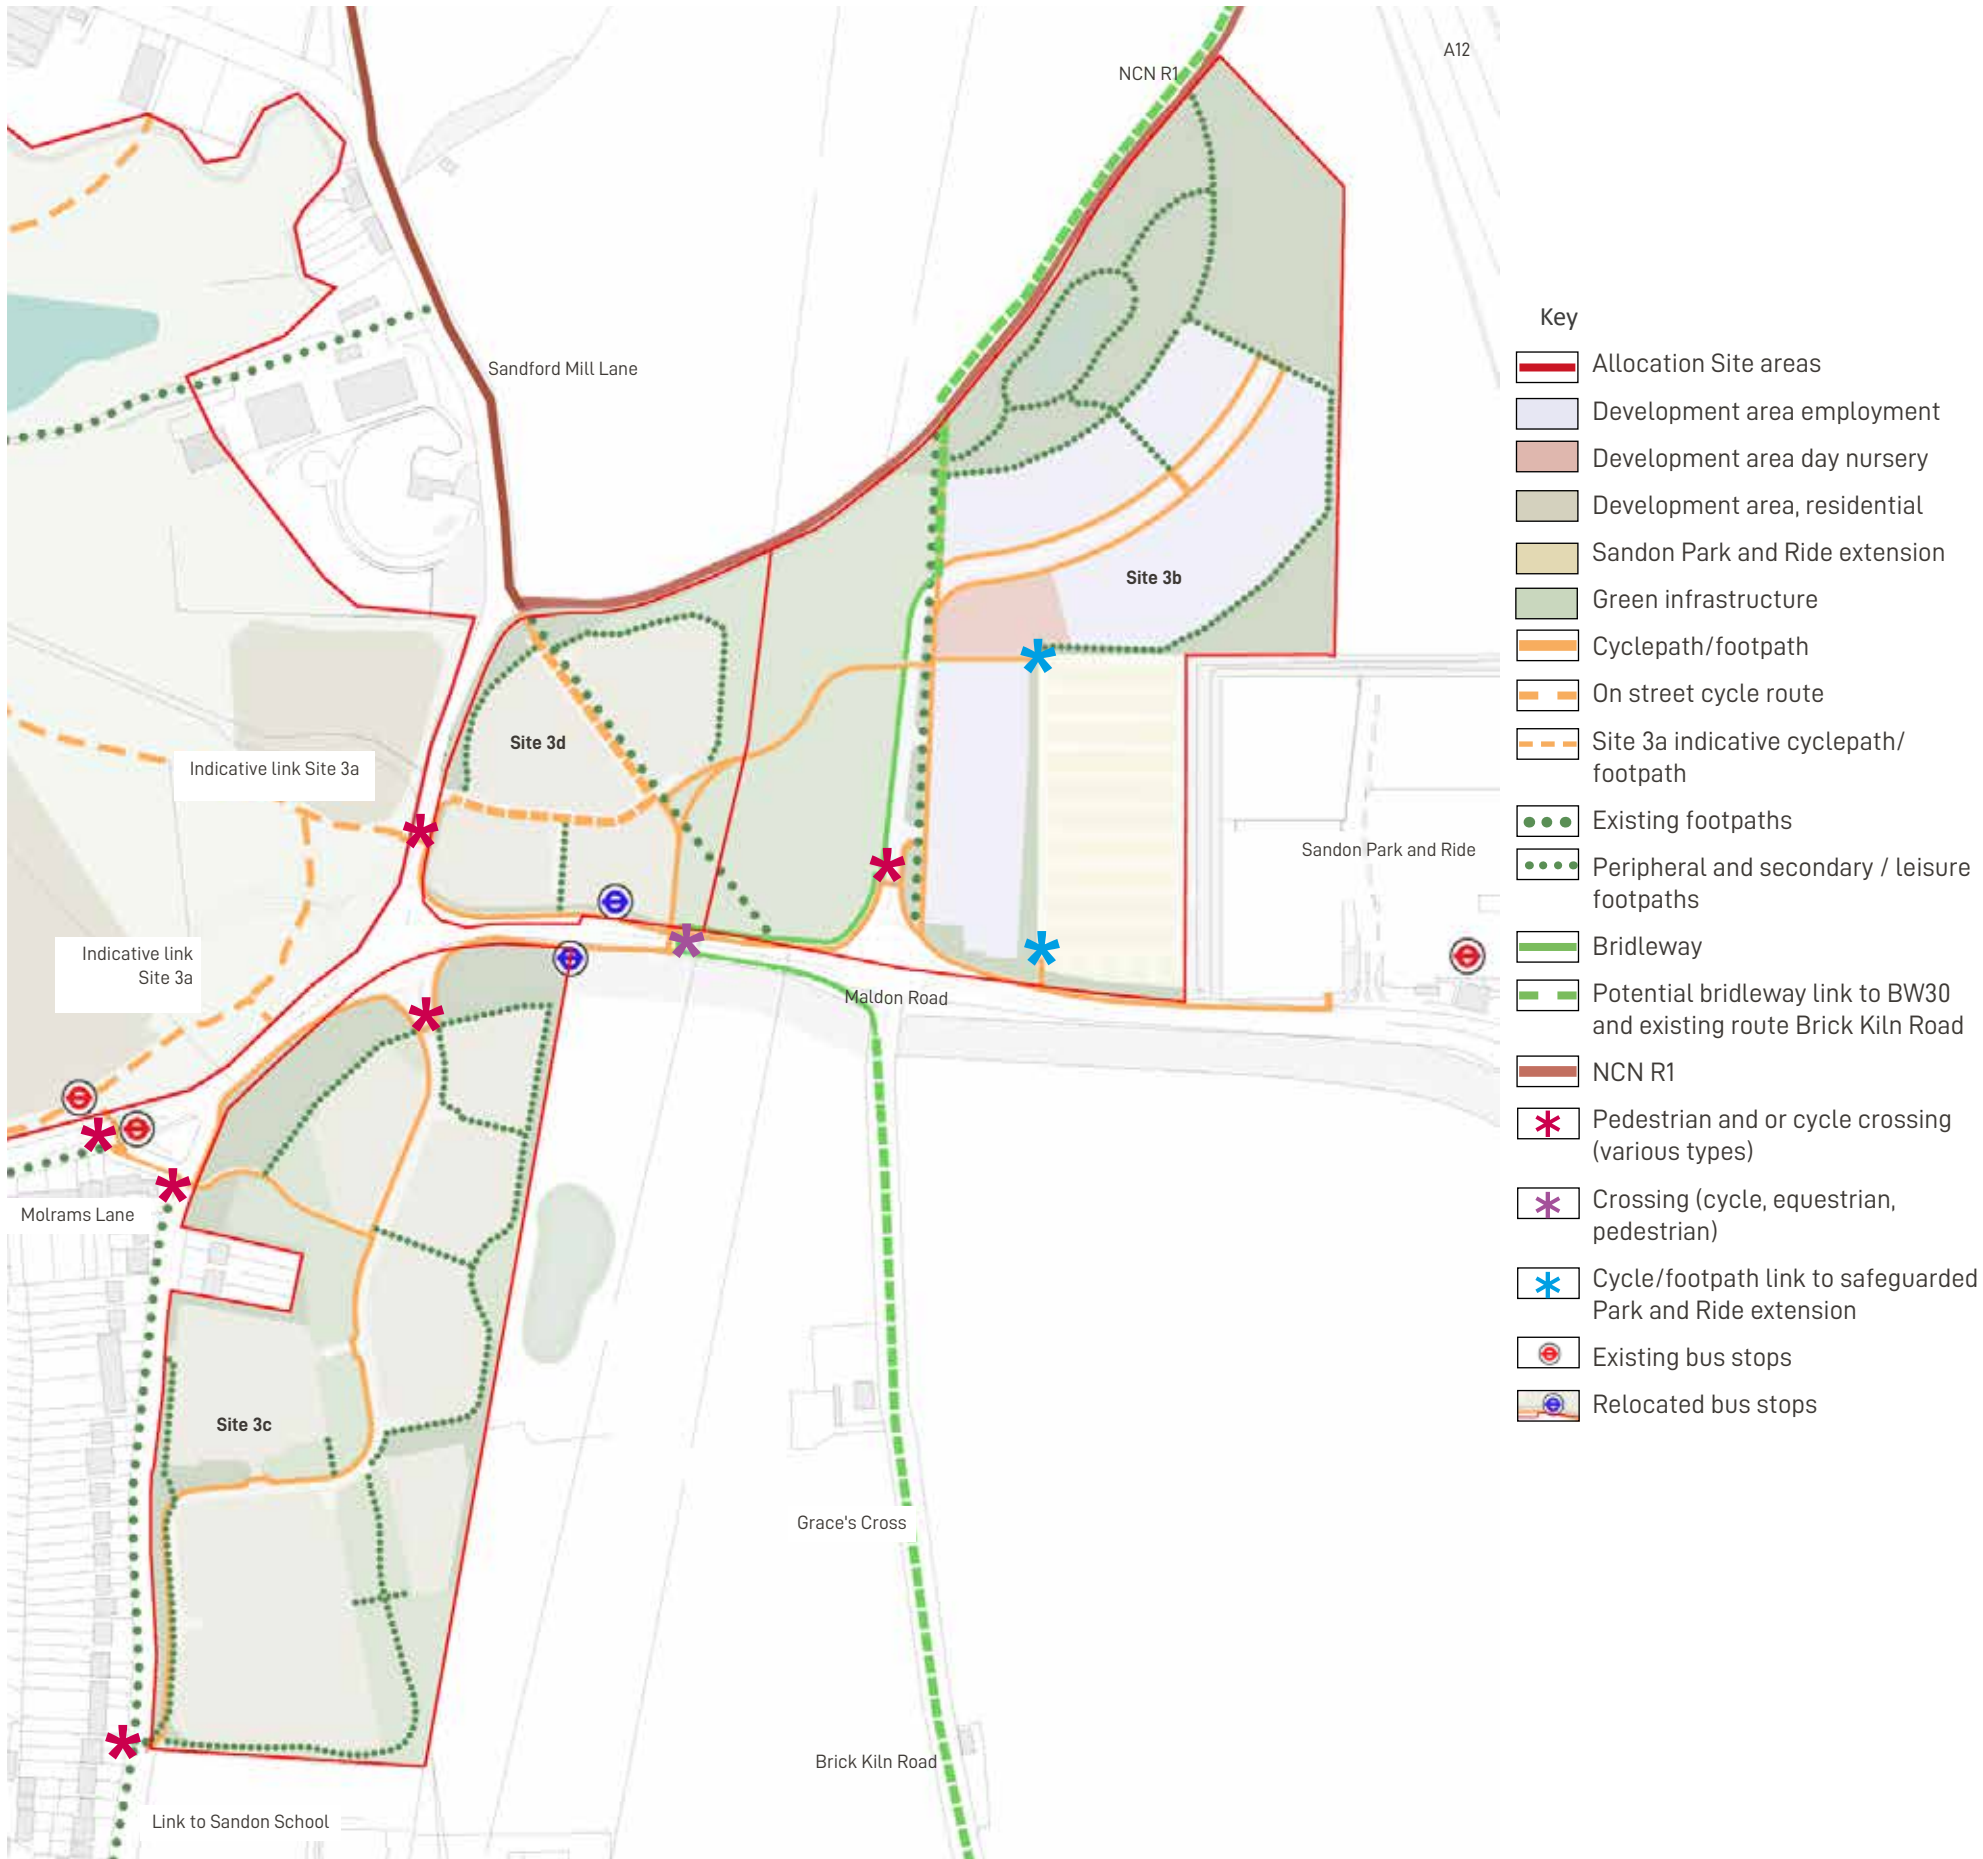 A12
NCN R1
Sandford Mill Lane
Site 3b
Site 3d
Indicative link Site 3a
Sandon Park and Ride
Indicative link
Site 3a
Maldon Road
Molrams Lane
Site 3c
Grace's Cross
Brick Kiln Road
Link to Sandon School
Key
Allocation Site areas
Development area employment
Development area day nursery
Development area, residential
Sandon Park and Ride extension
Green infrastructure
Cyclepath/footpath
On street cycle route
Site 3a indicative cyclepath/
footpath
Existing footpaths
Peripheral and secondary / leisure
footpaths
Bridleway
Potential bridleway link to BW30
and existing route Brick Kiln Road
NCN R1
Pedestrian and or cycle crossing
(various types)
Crossing (cycle, equestrian,
pedestrian)
Cycle/footpath link to safeguarded
Park and Ride extension
Existing bus stops
Relocated bus stops